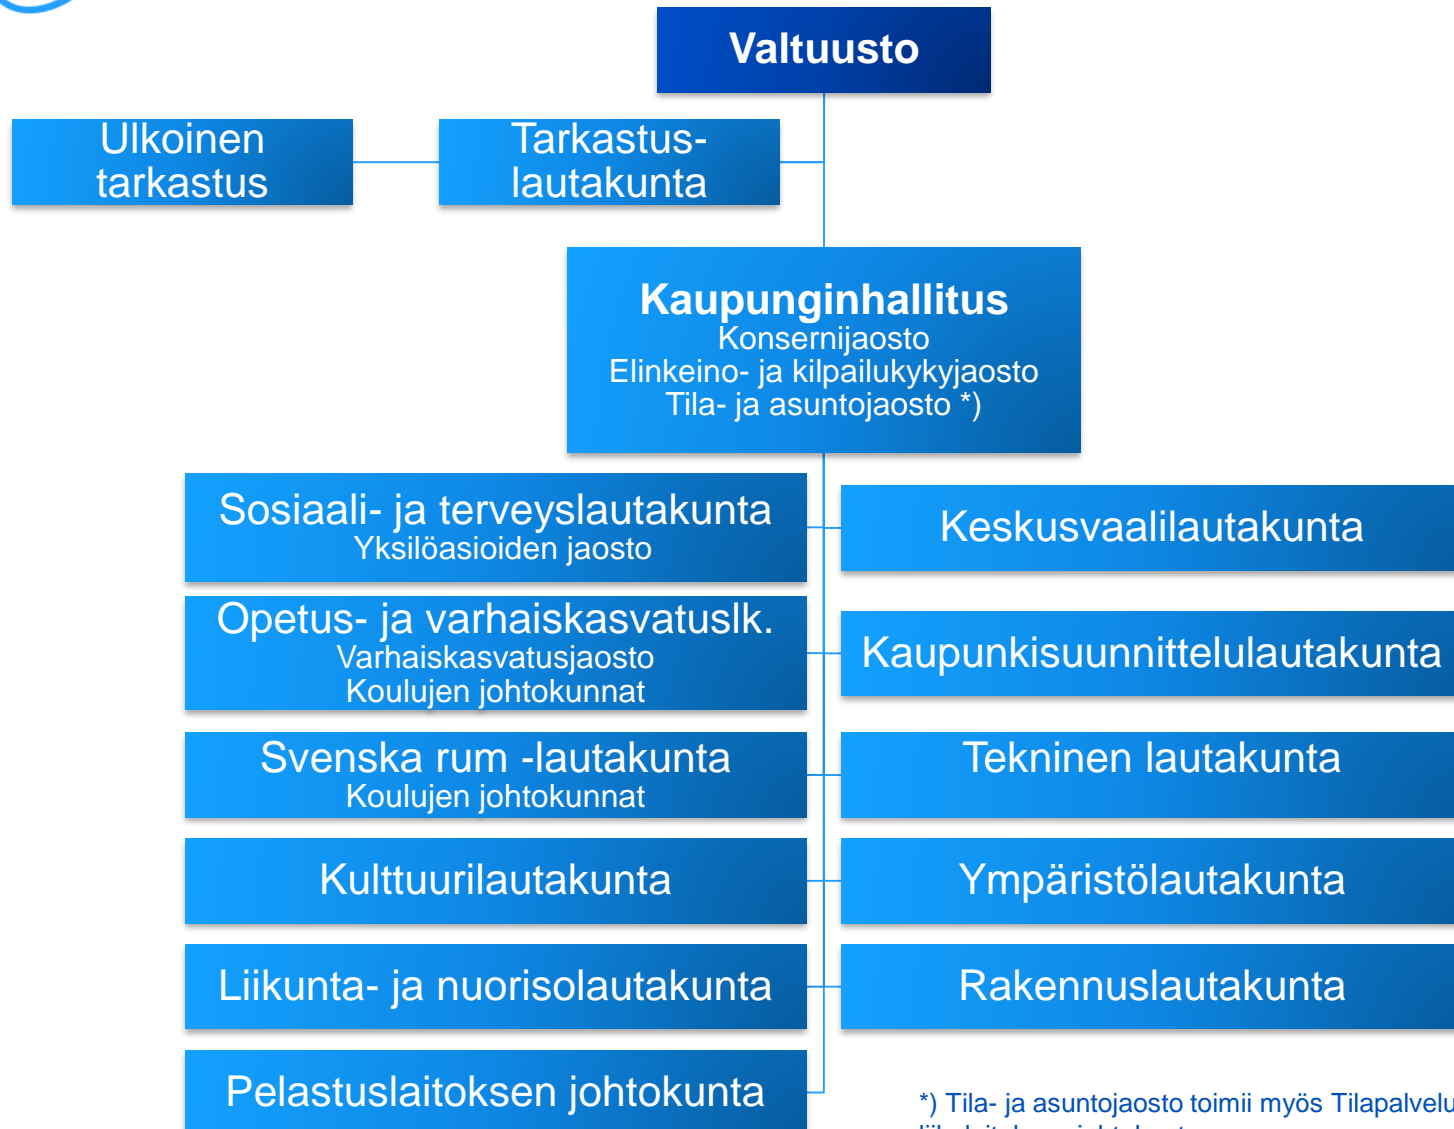 Valtuusto
Ulkoinen
tarkastus
Tarkastus-
lautakunta
Kaupunginhallitus
Konsernijaosto
Elinkeino- ja kilpailukykyjaosto
Tila- ja asuntojaosto *)
Sosiaali- ja terveyslautakunta
Yksilöasioiden jaosto
Keskusvaalilautakunta
Opetus- ja varhaiskasvatuslk.
Varhaiskasvatusjaosto
Koulujen johtokunnat
Kaupunkisuunnittelulautakunta
Svenska rum -lautakunta
Koulujen johtokunnat
Tekninen lautakunta
Kulttuurilautakunta
Ympäristölautakunta
Liikunta- ja nuorisolautakunta
Rakennuslautakunta
Pelastuslaitoksen johtokunta
*) Tila- ja asuntojaosto toimii myös Tilapalvelu